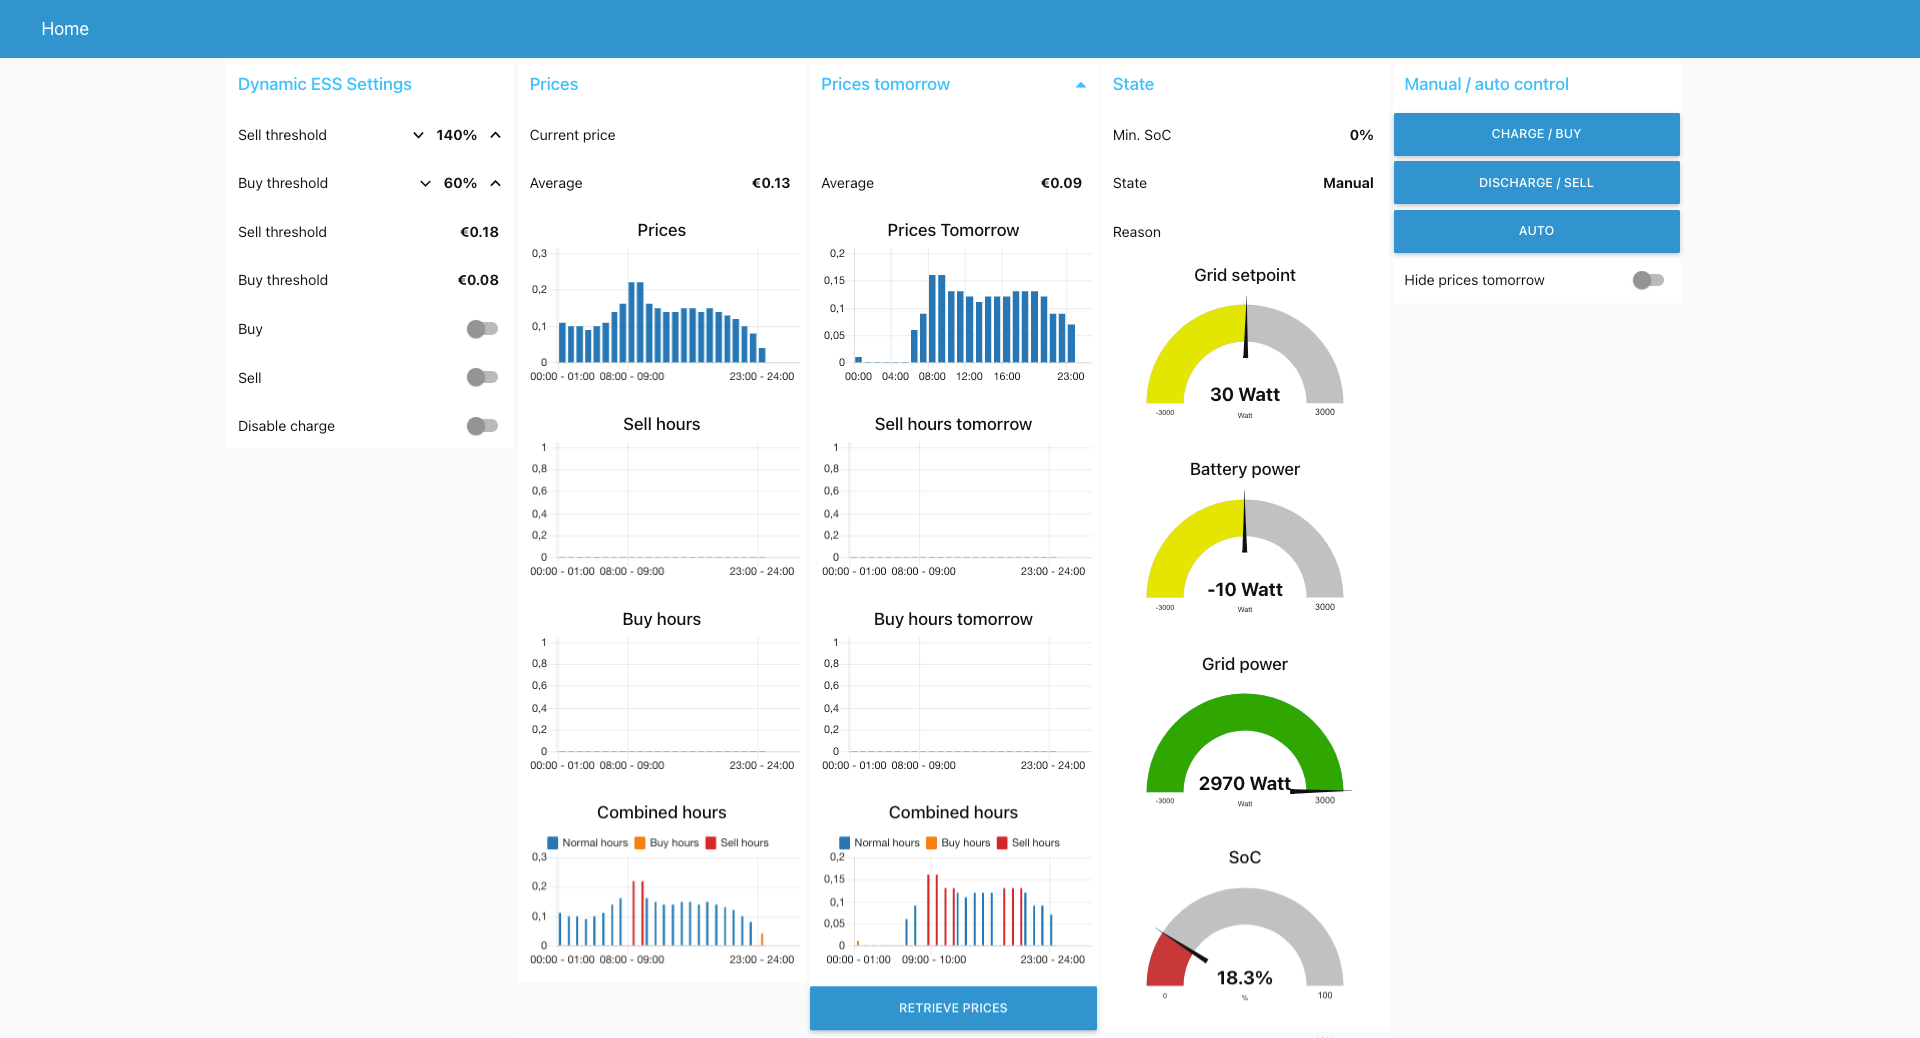 Home
Dynamic ESS Settings
Sell threshold 140%
Buy threshold 60%
Sell threshold €0.18
Buy threshold €0.08
Buy
Sell
Disable charge
Prices
Current price
Average €0.13
Prices
0,3
0,2
0,1
0
00:00 - 01:00 08:00 - 09:00 23:00 - 24:00
Sell hours
1
0,8
0,6
0,4
0,2
0
00:00 - 01:00 08:00 - 09:00 23:00 - 24:00
Buy hours
1
0,8
0,6
0,4
0,2
0
00:00 - 01:00 08:00 - 09:00 23:00 - 24:00
Combined hours
Normal hours Buy hours Sell hours
0,3
0,2
0,1
0
00:00 - 01:00 08:00 - 09:00 23:00 - 24:00
Prices tomorrow
Average €0.09
Prices Tomorrow
0,2
0,15
0,1
0,05
0
00:00 04:00 08:00 12:00 16:00 23:00
Sell hours tomorrow
1
0,8
0,6
0,4
0,2
0
00:00 - 01:00 08:00 - 09:00 23:00 - 24:00
Buy hours tomorrow
1
0,8
0,6
0,4
0,2
0
00:00 - 01:00 08:00 - 09:00 23:00 - 24:00
Combined hours
Normal hours Buy hours Sell hours
0,2
0,15
0,1
0,05
0
00:00 - 01:00 09:00 - 10:00 23:00 - 24:00
RETRIEVE PRICES
State
Min. SoC 0%
State Manual
Reason
Grid setpoint
30 Watt
-3000 Watt 3000
Battery power
-10 Watt
-3000 Watt 3000
Grid power
2970 Watt
-3000 Watt 3000
SoC
18.3%
0 % 100
Manual / auto control
CHARGE / BUY
DISCHARGE / SELL
AUTO
Hide prices tomorrow